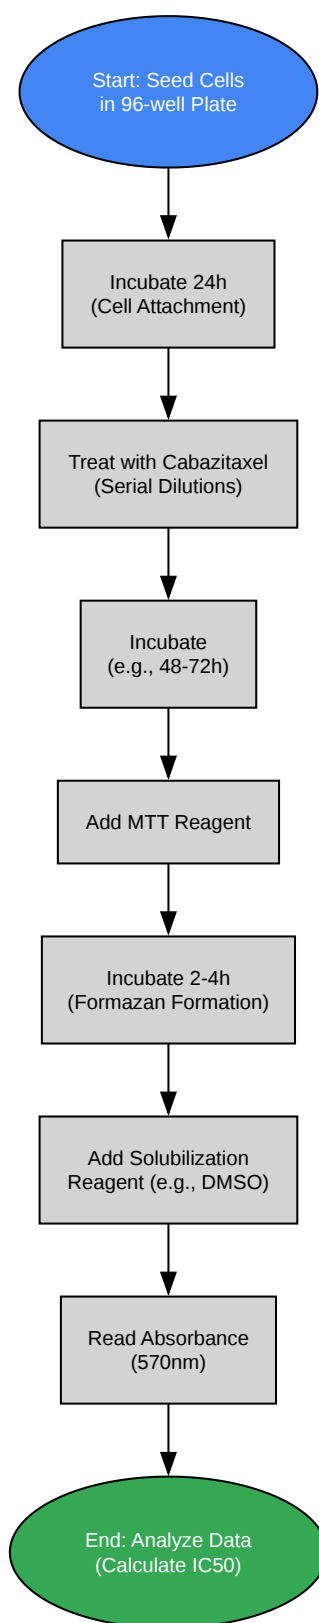 Start: Seed Cells
in 96-well Plate
Incubate 24h
(Cell Attachment)
Treat with Cabazitaxel
(Serial Dilutions)
Incubate
(e.g., 48-72h)
Add MTT Reagent
Incubate 2-4h
(Formazan Formation)
Add Solubilization
Reagent (e.g., DMSO)
Read Absorbance
(570nm)
End: Analyze Data
(Calculate IC50)